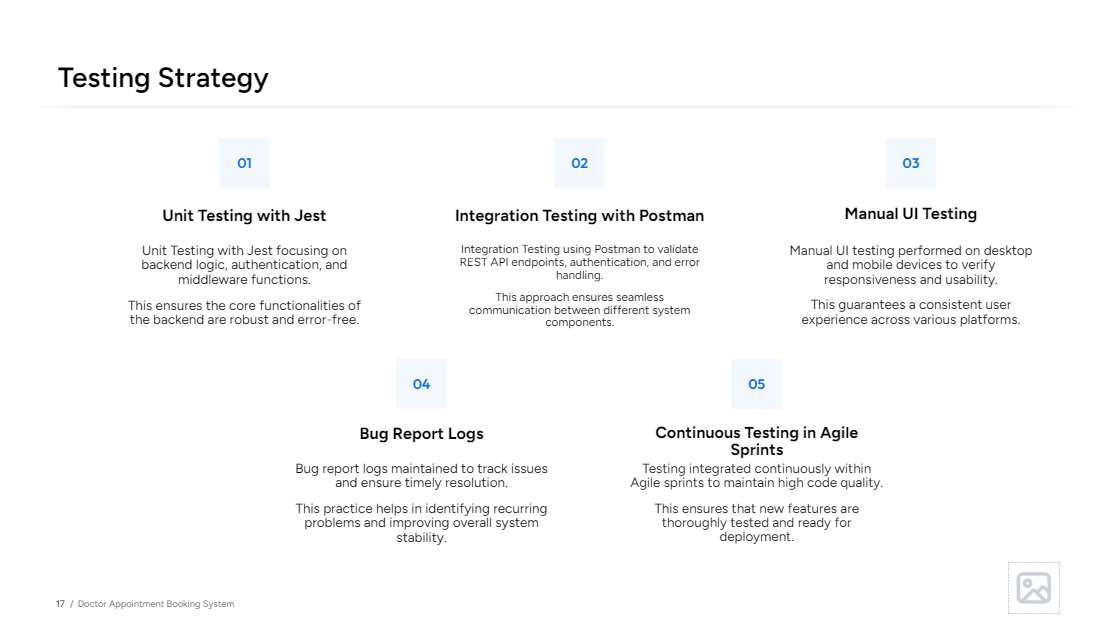 Testing Strategy
01
Unit Testing with Jest
Unit Testing with Jest focusing on
backend logic, authentication, and
middleware functions.
This ensures the core functionalities of
the backend are robust and error-free.
02
Integration Testing with Postman
Integration Testing using Postman to validate
REST API endpoints, authentication, and error
handling.
This approach ensures seamless
communication between different system
components.
03
Manual UI Testing
Manual UI testing performed on desktop
and mobile devices to verify
responsiveness and usability.
This guarantees a consistent user
experience across various platforms.
04
Bug Report Logs
Bug report logs maintained to track issues
and ensure timely resolution.
This practice helps in identifying recurring
problems and improving overall system
stability.
05
Continuous Testing in Agile
Sprints
Testing integrated continuously within
Agile sprints to maintain high code quality.
This ensures that new features are
thoroughly tested and ready for
deployment.
17 / Doctor Appointment Booking System